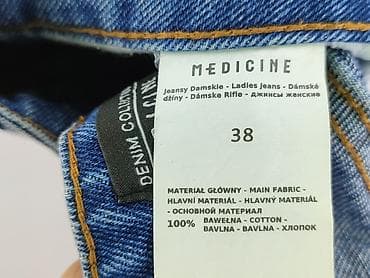 MEDICINE
Jeansy Damskie - Ladies Jeans - Dámské
džíny - Dámske Rifle - джинсы женские
38
MATERIAŁ GŁÓWNY - MAIN FABRIC -
HLAVNÍ MATERIÁL - HLAVNÝ MATERIÁL
- ОСНОВНОЙ МАТЕРИАЛ
100% BAWEŁNA - COTTON -
BAVLNA - BAVLNA - ХЛОПОК
DENIM